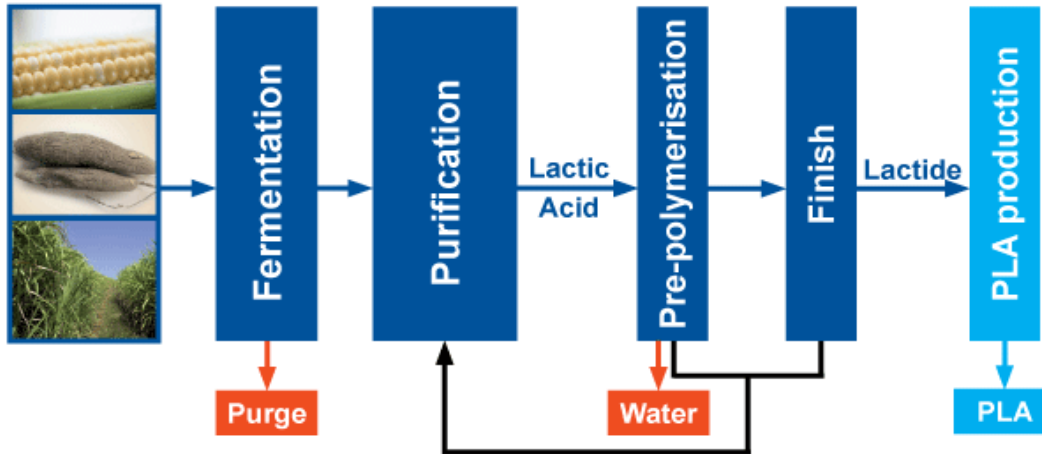 Fermentation
Purification
Lactic
Acid
Pre-polymerisation
Finish
Lactide
PLA production
Purge
Water
PLA